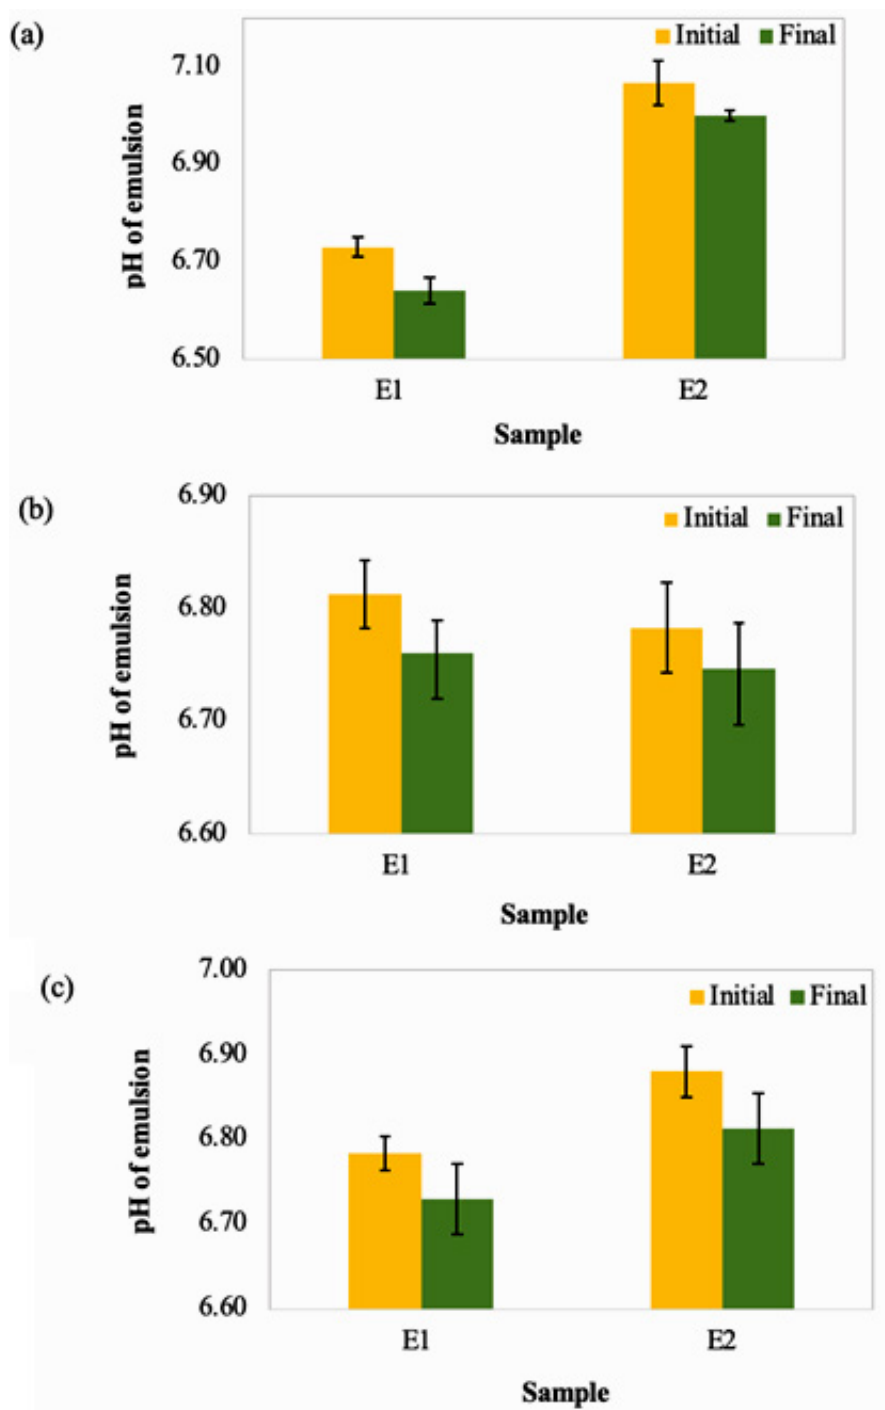 (a)
Initial Final
7.10
6.90
6.70
6.50
pH of emulsion
E1 E2
Sample
(b)
Initial Final
6.90
6.80
6.70
6.60
pH of emulsion
E1 E2
Sample
(c)
Initial Final
7.00
6.90
6.80
6.70
6.60
pH of emulsion
E1 E2
Sample